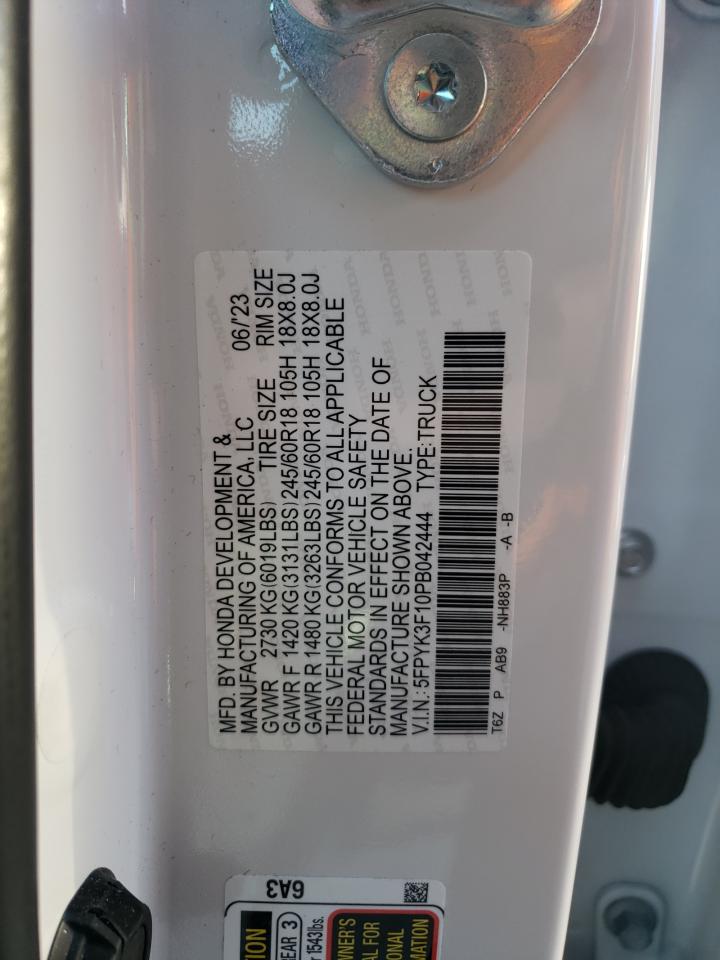 MFD. BY HONDA DEVELOPMENT &
MANUFACTURING OF AMERICA, LLC 06/'23
GVWR 2730 KG(6019LBS) TIRE SIZE RIM SIZE
GAWR F 1420 KG(3131LBS) 245/60R18 105H 18X8.0J
GAWR R 1480 KG(3263LBS) 245/60R18 105H 18X8.0J
THIS VEHICLE CONFORMS TO ALL APPLICABLE
FEDERAL MOTOR VEHICLE SAFETY
STANDARDS IN EFFECT ON THE DATE OF
MANUFACTURE SHOWN ABOVE.
V.I.N.: 5FPYK3F10PB042444 TYPE:TRUCK
T6Z P AB9 -NH883P -A -B
6A3
REAR 3
1543lbs.